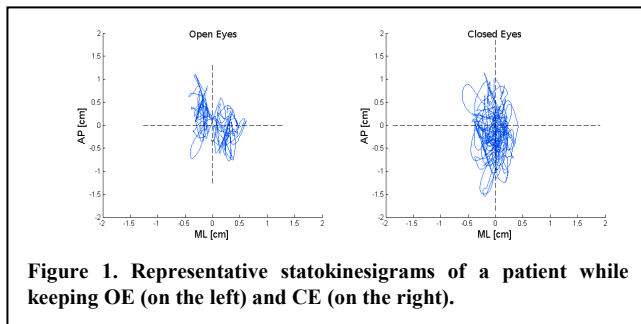 Open Eyes
Closed Eyes
2
1.5
1
0.5
0
-0.5
-1
-1.5
-2
AP [cm]
-2 -1.5 -1 -0.5 0 0.5 1 1.5 2
ML [cm]
2
1.5
1
0.5
0
-0.5
-1
-1.5
-2
AP [cm]
-2 -1.5 -1 -0.5 0 0.5 1 1.5 2
ML [cm]
Figure 1. Representative statokinesigrams of a patient while
keeping OE (on the left) and CE (on the right).